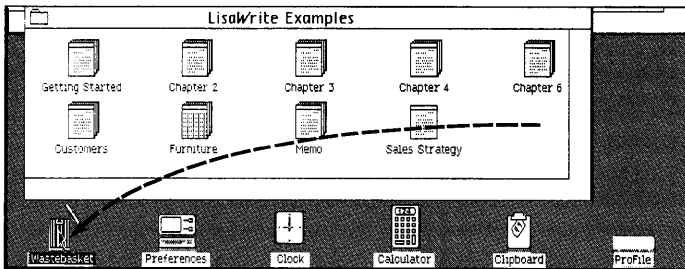 LisaWrite Examples
Getting Started Chapter 2 Chapter 3 Chapter 4 Chapter 6
Customers Furniture Memo Sales Strategy
Wastebasket Preferences Clock Calculator Clipboard ProFile